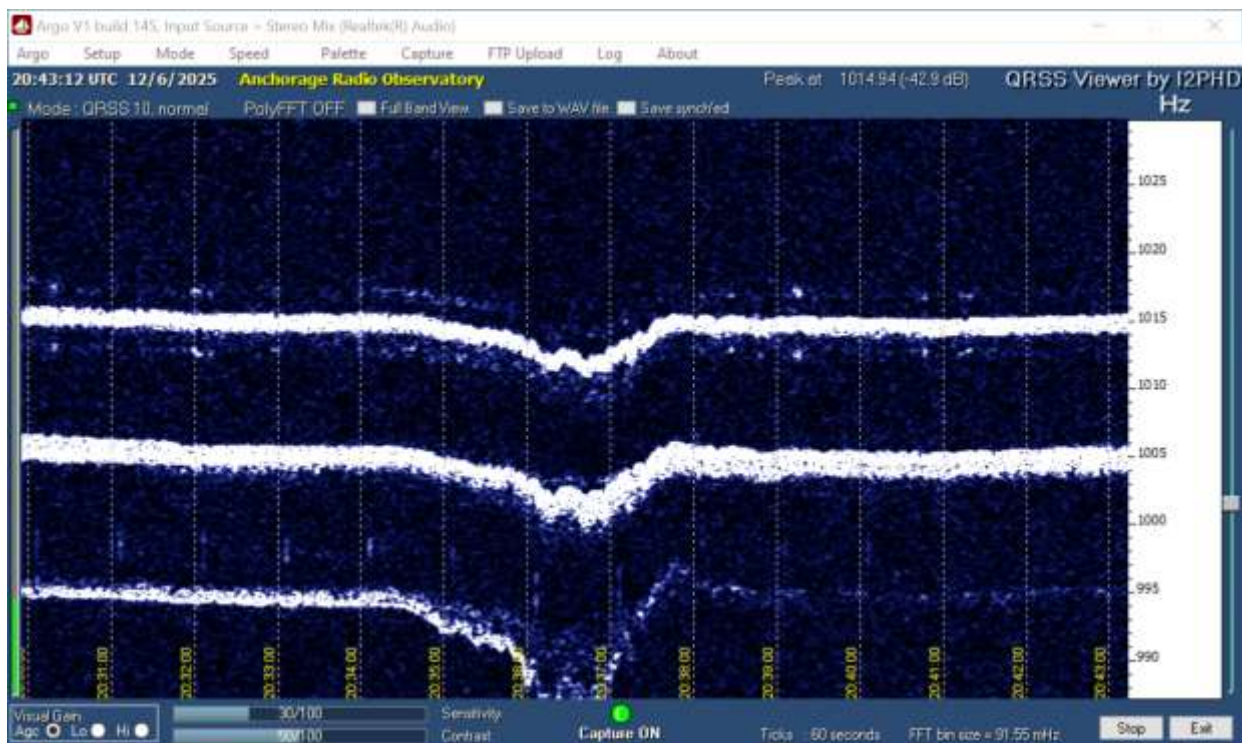 Argo V1 build 145, Input Source = Stereo Mix (Realtek(R) Audio)
Argo Setup Mode Speed Palette Capture FTP Upload Log About
20:43:12 UTC 12/6/2025 Anchorage Radio Observatory Peak at 1014.94 (-42.9 dB) QRSS Viewer by I2PHD
Mode : QRSS 10, normal PolyFFT OFF Full Band View Save to WAV file Save synch'ed Hz
1025
1020
1015
1010
1005
1000
995
990
20:31:00 20:32:00 20:33:00 20:34:00 20:35:00 20:36:00 20:37:00 20:38:00 20:39:00 20:40:00 20:41:00 20:42:00 20:43:00
Visual Gain 30/100 Sensitivity
Agc Lo Hi 90/100 Contrast Capture ON Ticks : 60 seconds FFT bin size = 91.55 mHz Stop Exit